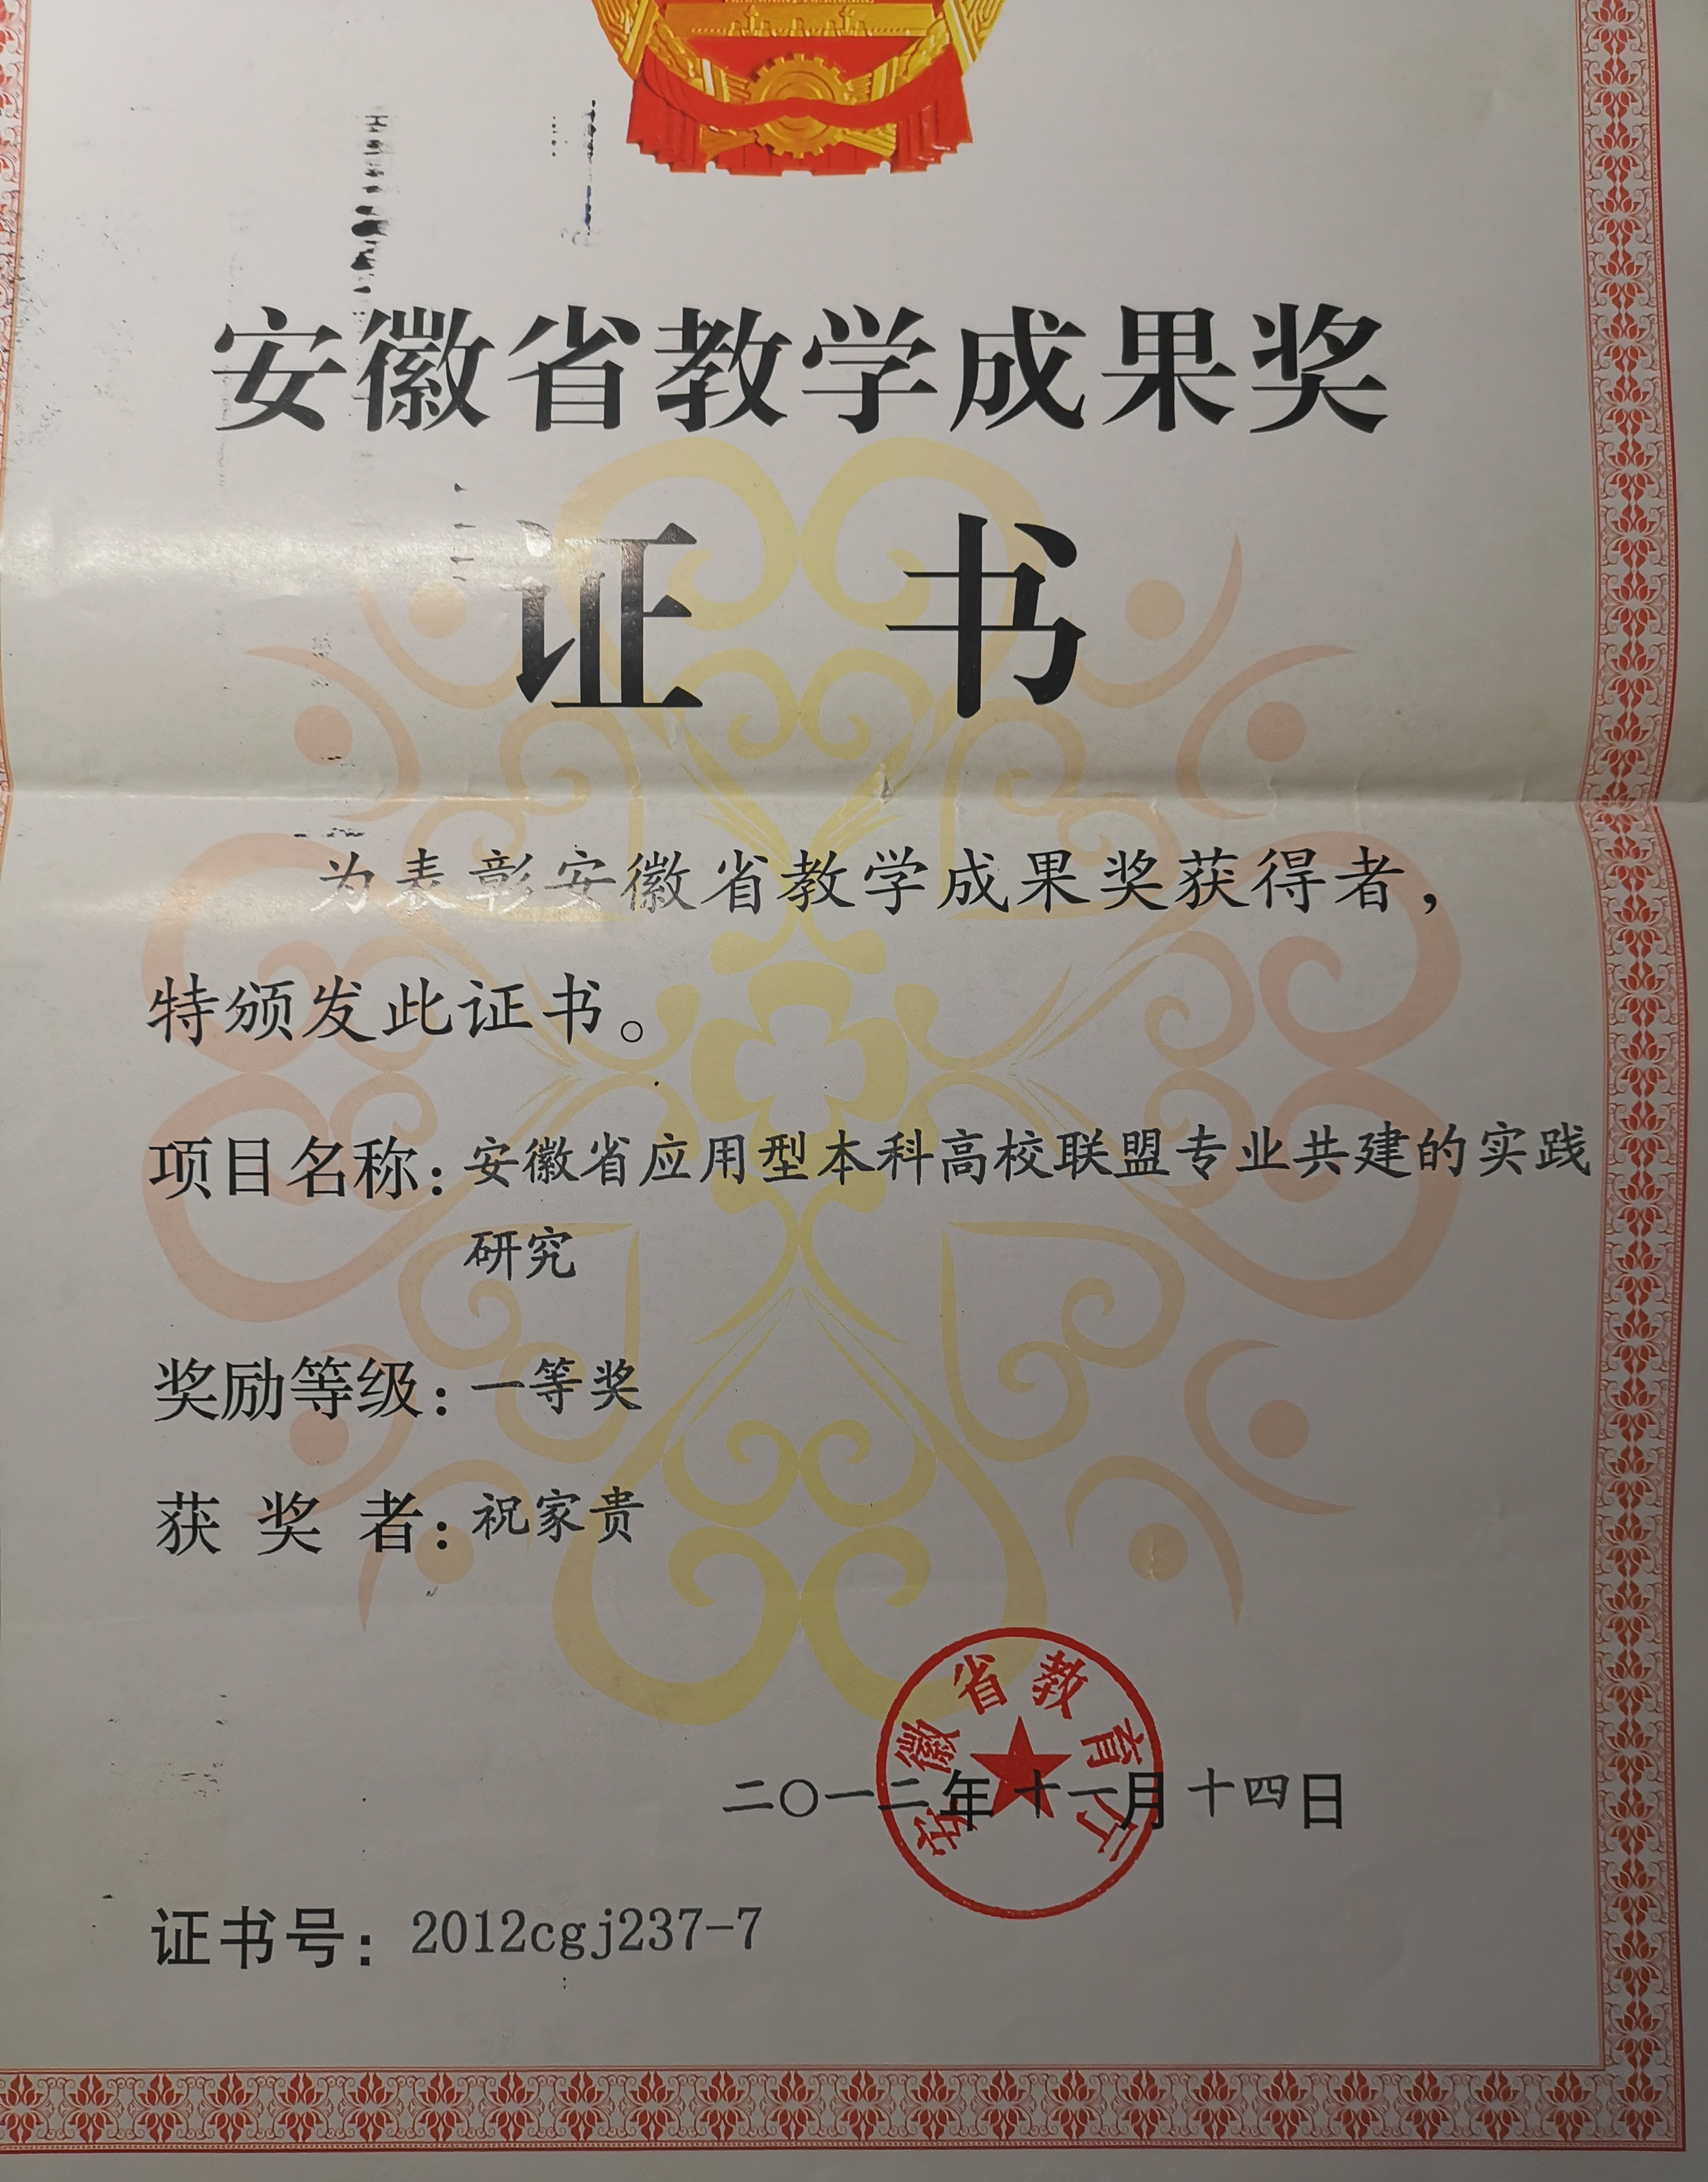 安徽省教学成果奖
证 书
为表彰安徽省教学成果奖获得者，
特颁发此证书。
项目名称：安徽省应用型本科高校联盟专业共建的实践
研究
奖励等级：一等奖
获 奖 者：祝家贵
安徽省教育厅
二〇一二年十一月十四日
证书号：2012cgj237-7